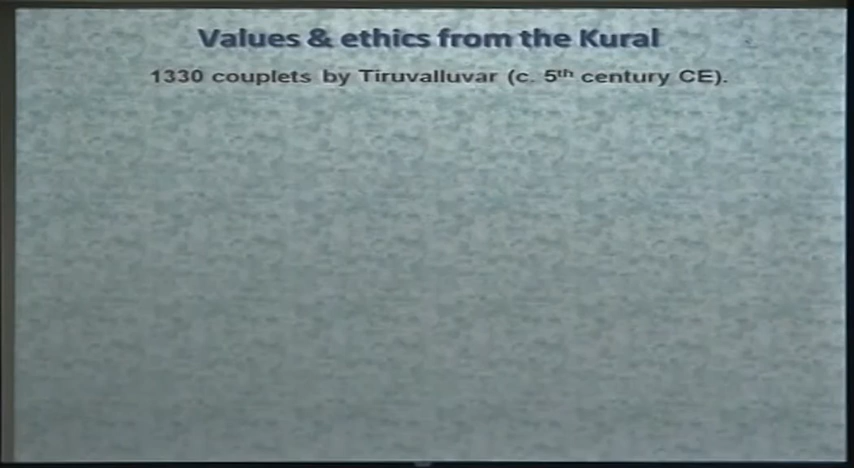 Values & ethics from the Kural
1330 couplets by Tiruvalluvar (c. 5th century CE).